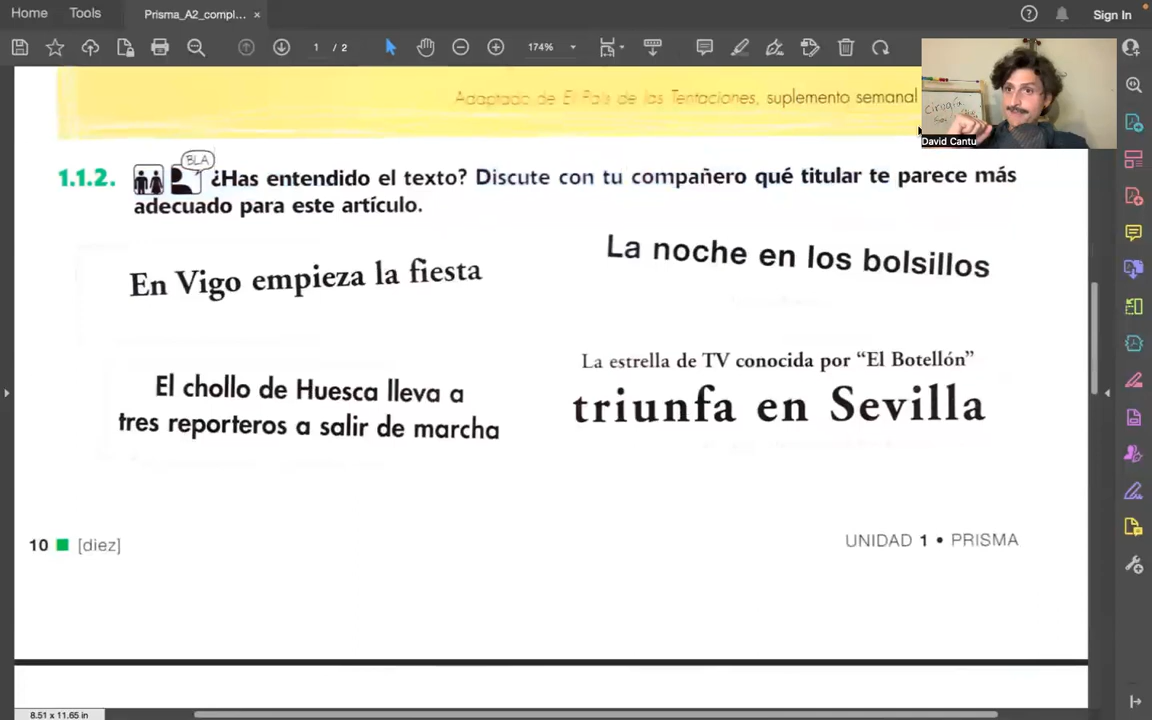 Home
Tools
Prisma_A2_compl...
×
Sign In
1
/ 2
174%
Adaptado de El País de las Tentaciones, suplemento semanal
cirugía
David Cantu
BLA
1.1.2. ¿Has entendido el texto? Discute con tu compañero qué titular te parece más
adecuado para este artículo.
En Vigo empieza la fiesta
La noche en los bolsillos
El chollo de Huesca lleva a
tres reporteros a salir de marcha
La estrella de TV conocida por “El Botellón”
triunfa en Sevilla
10 [diez]
UNIDAD 1 • PRISMA
8.51 x 11.65 in